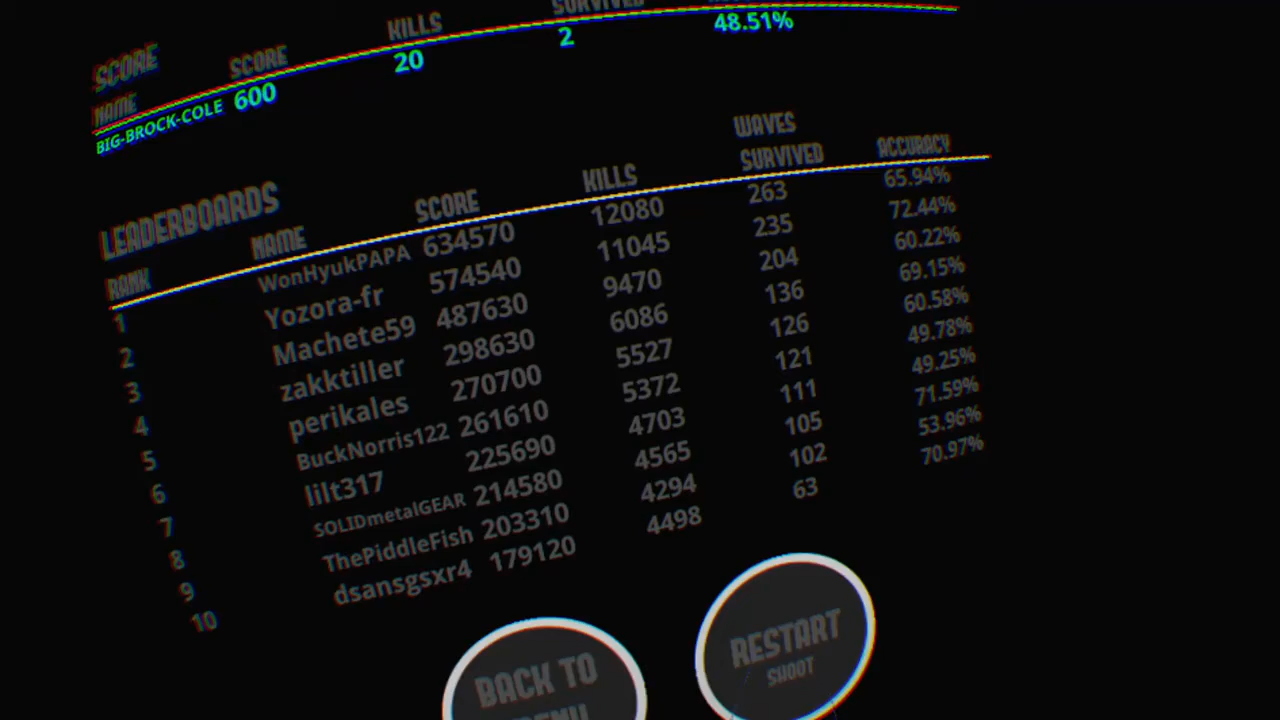 SCORE
NAME SCORE KILLS SURVIVED
BIG-BROCK-COLE 600 20 2 48.51%
LEADERBOARDS
RANK NAME SCORE KILLS WAVES SURVIVED ACCURACY
1 WonHyukPAPA 634570 12080 263 65.94%
2 Yozora-fr 574540 11045 235 72.44%
3 Machete59 487630 9470 204 60.22%
4 zakktiller 298630 6086 136 69.15%
5 perikales 270700 5527 126 60.58%
6 BuckNorris122 261610 5372 121 49.78%
7 lilt317 225690 4703 111 49.25%
8 SOLIDmetalGEAR 214580 4565 105 71.59%
9 ThePiddleFish 203310 4294 102 53.96%
10 dsansgsxr4 179120 4498 63 70.97%
BACK TO
MENU
RESTART
SHOOT